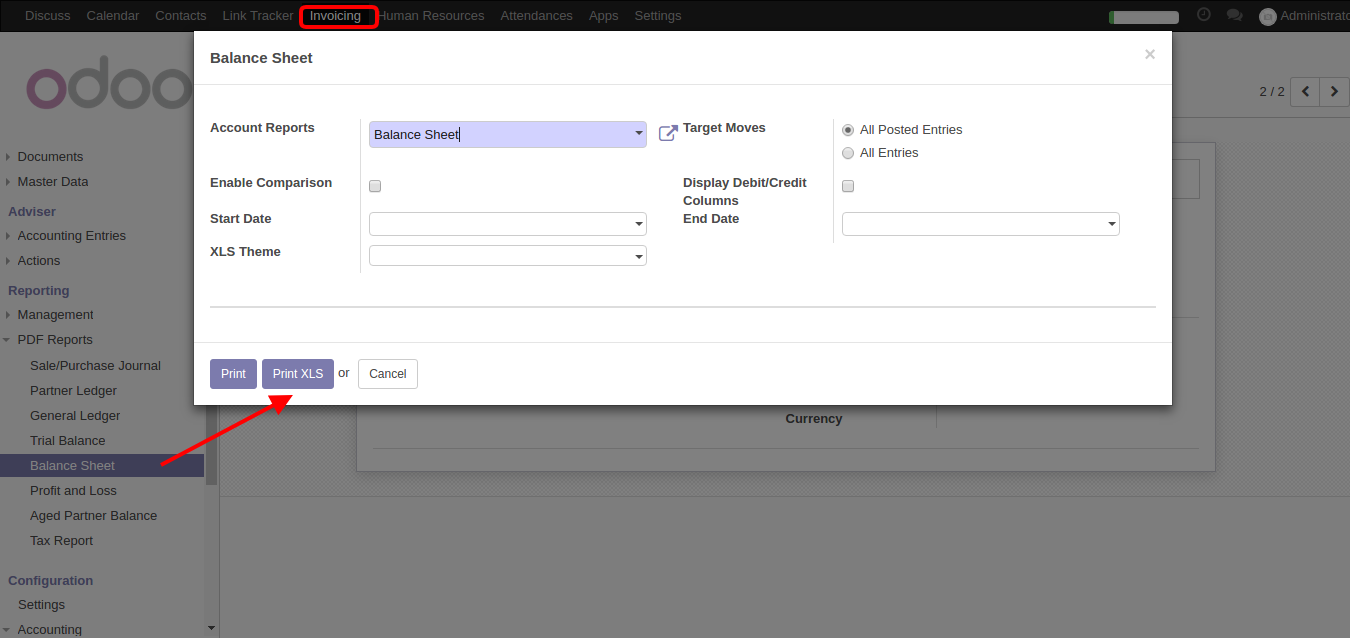 Discuss Calendar Contacts Link Tracker Invoicing Human Resources Attendances Apps Settings Administrato
odoo
2 / 2
Documents
Master Data
Adviser
Accounting Entries
Actions
Reporting
Management
PDF Reports
Sale/Purchase Journal
Partner Ledger
General Ledger
Trial Balance
Balance Sheet
Profit and Loss
Aged Partner Balance
Tax Report
Configuration
Settings
Accounting
Balance Sheet ×
Account Reports Balance Sheet Target Moves All Posted Entries
All Entries
Enable Comparison Display Debit/Credit
Columns
Start Date End Date
XLS Theme
Print Print XLS or Cancel
Currency